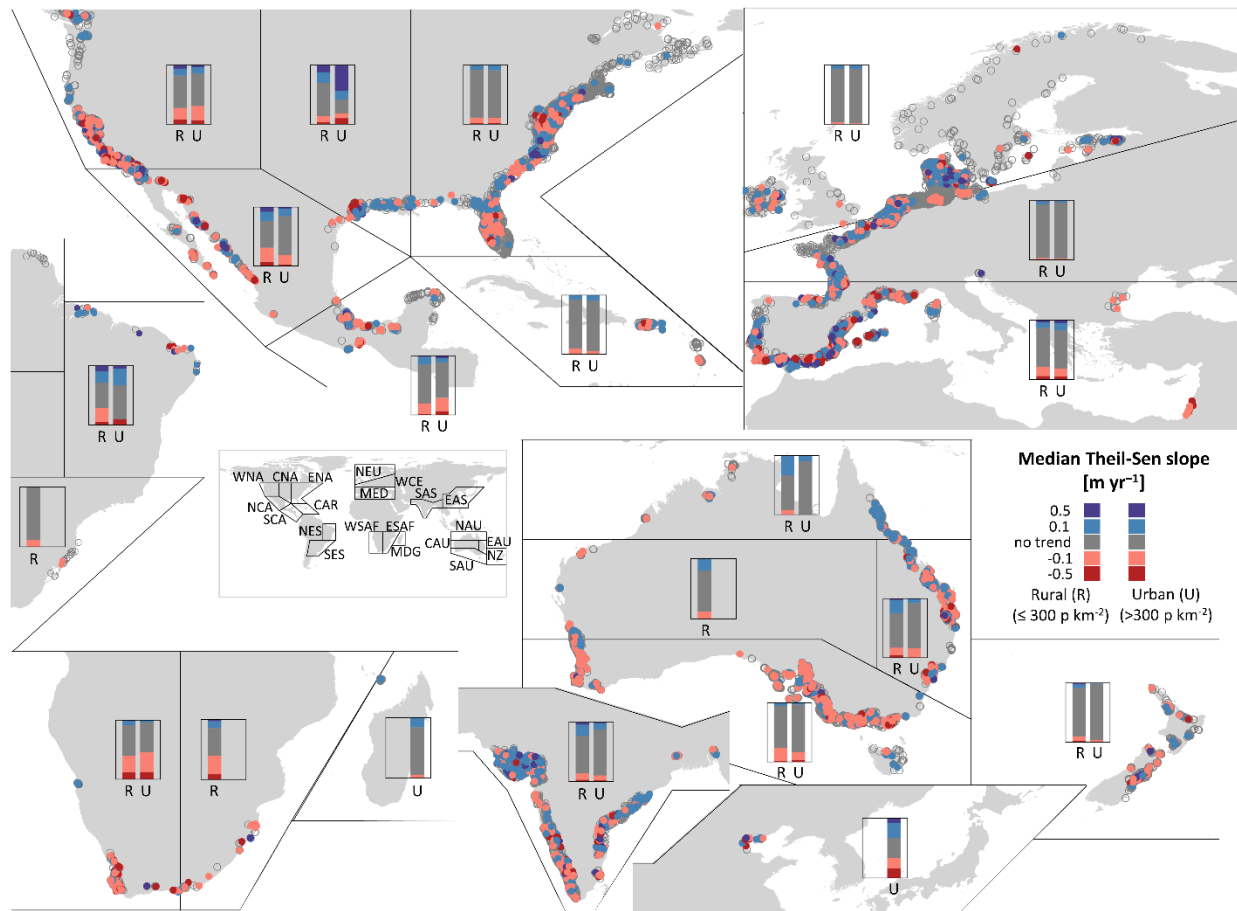 R U
R U
R U
R U
R U
R U
R U
R U
R U
R U
R
WNA CNA ENA
NCA
SCA
CAR
NES
SES
NEU
WCE
MED
SAS
EAS
WSAF ESAF
MDG
NAU
CAU
EAU
NZ
SAU
R U
R
R U
R U
R U
Median Theil-Sen slope
[m yr⁻¹]
0.5
0.1
no trend
-0.1
-0.5
Rural (R)
(≤ 300 p km⁻²)
Urban (U)
(>300 p km⁻²)
R U
R
U
R U
U